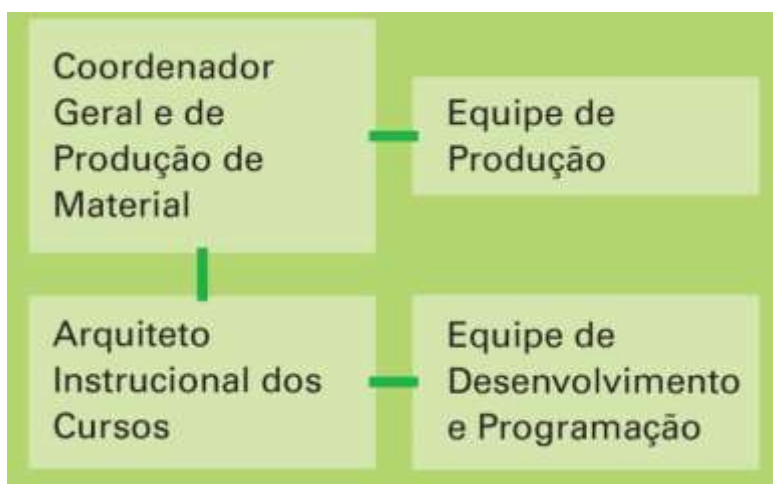 Coordenador
Geral e de
Produção de
Material
Equipe de
Produção
Arquiteto
Instrucional dos
Cursos
Equipe de
Desenvolvimento
e Programação